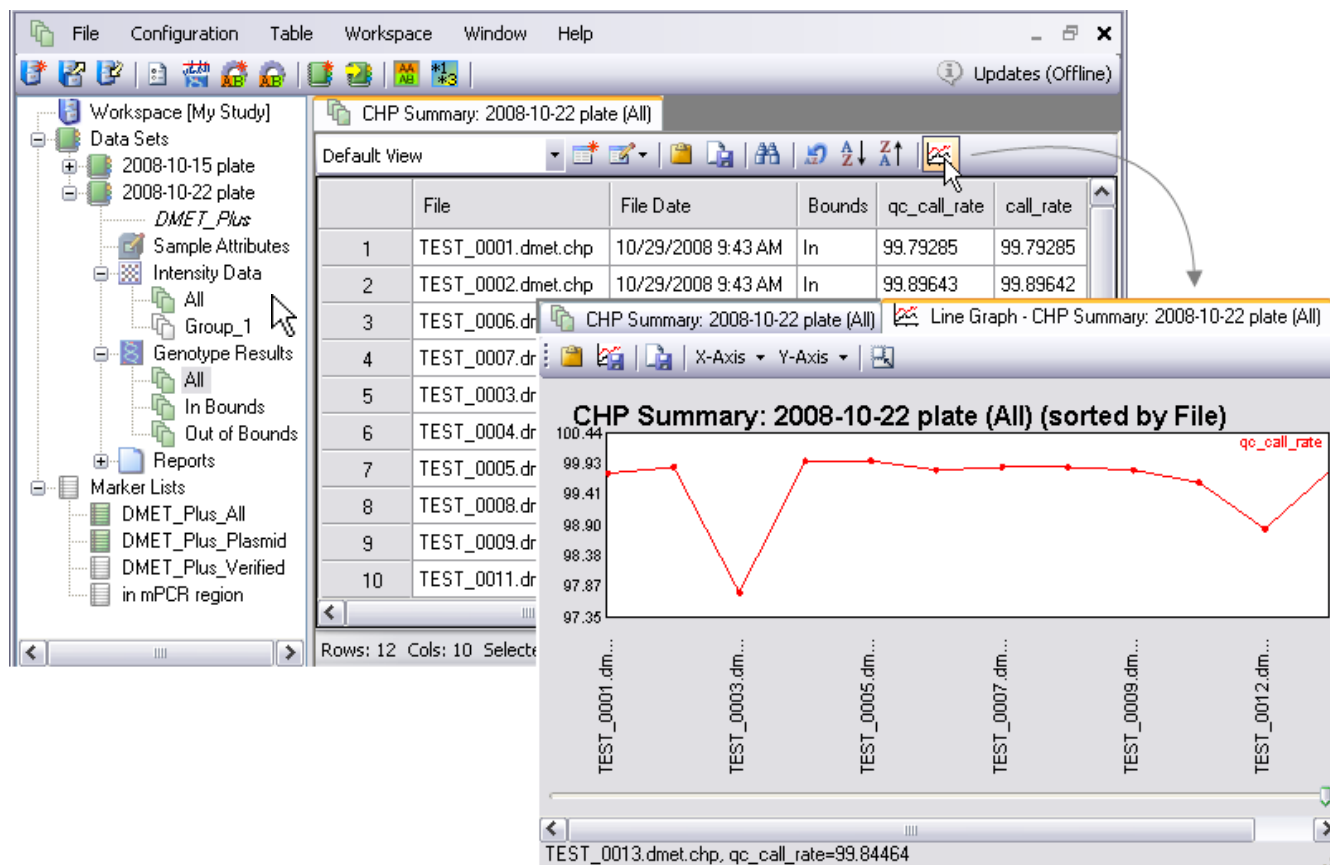 File Configuration Table Workspace Window Help
Updates (Offline)
Workspace [My Study]
Data Sets
2008-10-15 plate
2008-10-22 plate
DMET_Plus
Sample Attributes
Intensity Data
All
Group_1
Genotype Results
All
In Bounds
Out of Bounds
Reports
Marker Lists
DMET_Plus_All
DMET_Plus_Plasmid
DMET_Plus_Verified
in mPCR region
CHP Summary: 2008-10-22 plate (All)
Default View
File File Date Bounds qc_call_rate call_rate
1 TEST_0001.dmet.chp 10/29/2008 9:43 AM In 99.79285 99.79285
2 TEST_0002.dmet.chp 10/29/2008 9:43 AM In 99.89643 99.89642
3 TEST_0006.dr
4 TEST_0007.dr
5 TEST_0003.dr
6 TEST_0004.dr
7 TEST_0005.dr
8 TEST_0008.dr
9 TEST_0009.dr
10 TEST_0011.dr
Rows: 12 Cols: 10 Selecte
CHP Summary: 2008-10-22 plate (All) Line Graph - CHP Summary: 2008-10-22 plate (All)
X-Axis Y-Axis
CHP Summary: 2008-10-22 plate (All) (sorted by File)
qc_call_rate
100.44
99.93
99.41
98.90
98.38
97.87
97.35
TEST_0001.dm...
TEST_0003.dm...
TEST_0005.dm...
TEST_0007.dm...
TEST_0009.dm...
TEST_0012.dm...
TEST_0013.dmet.chp, qc_call_rate=99.84464